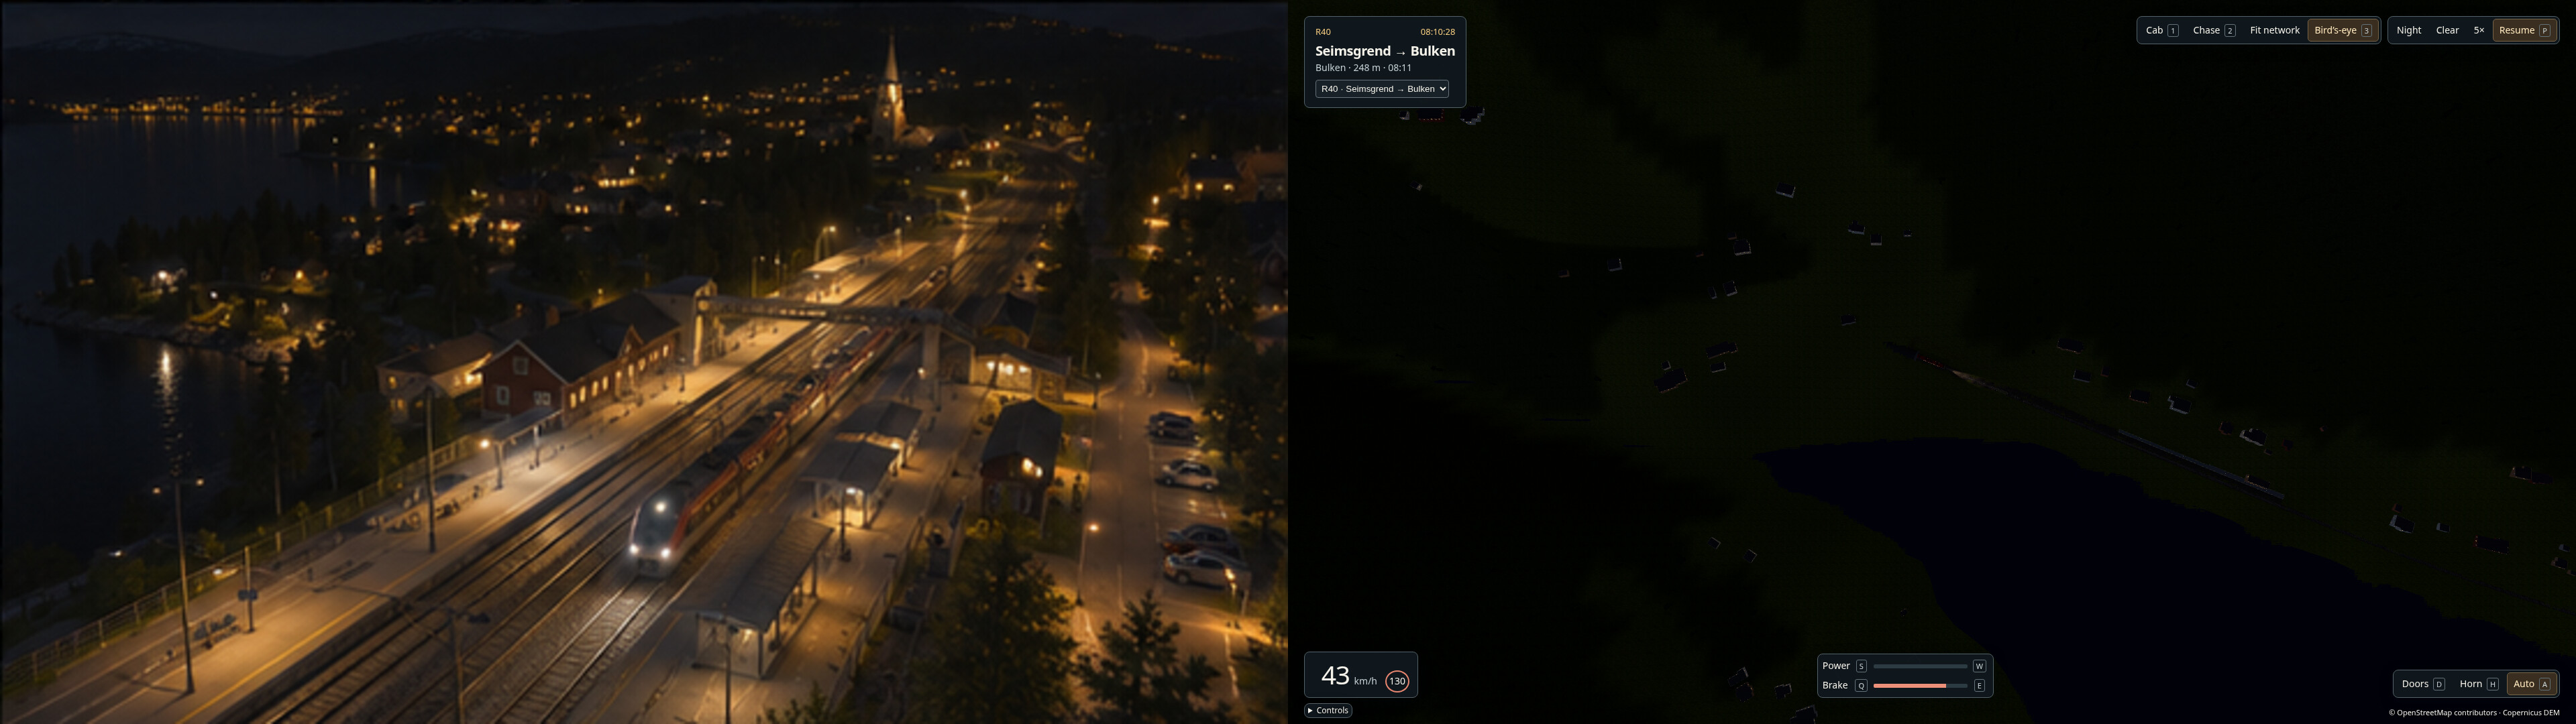 R40 08:10:28
Seimsgrend → Bulken
Bulken · 248 m · 08:11
R40 · Seimsgrend → Bulken
Cab 1 Chase 2 Fit network Bird's-eye 3 Night Clear 5× Resume P
43 km/h 130
▶ Controls
Power S W
Brake Q E
Doors D Horn H Auto A
© OpenStreetMap contributors · Copernicus DEM